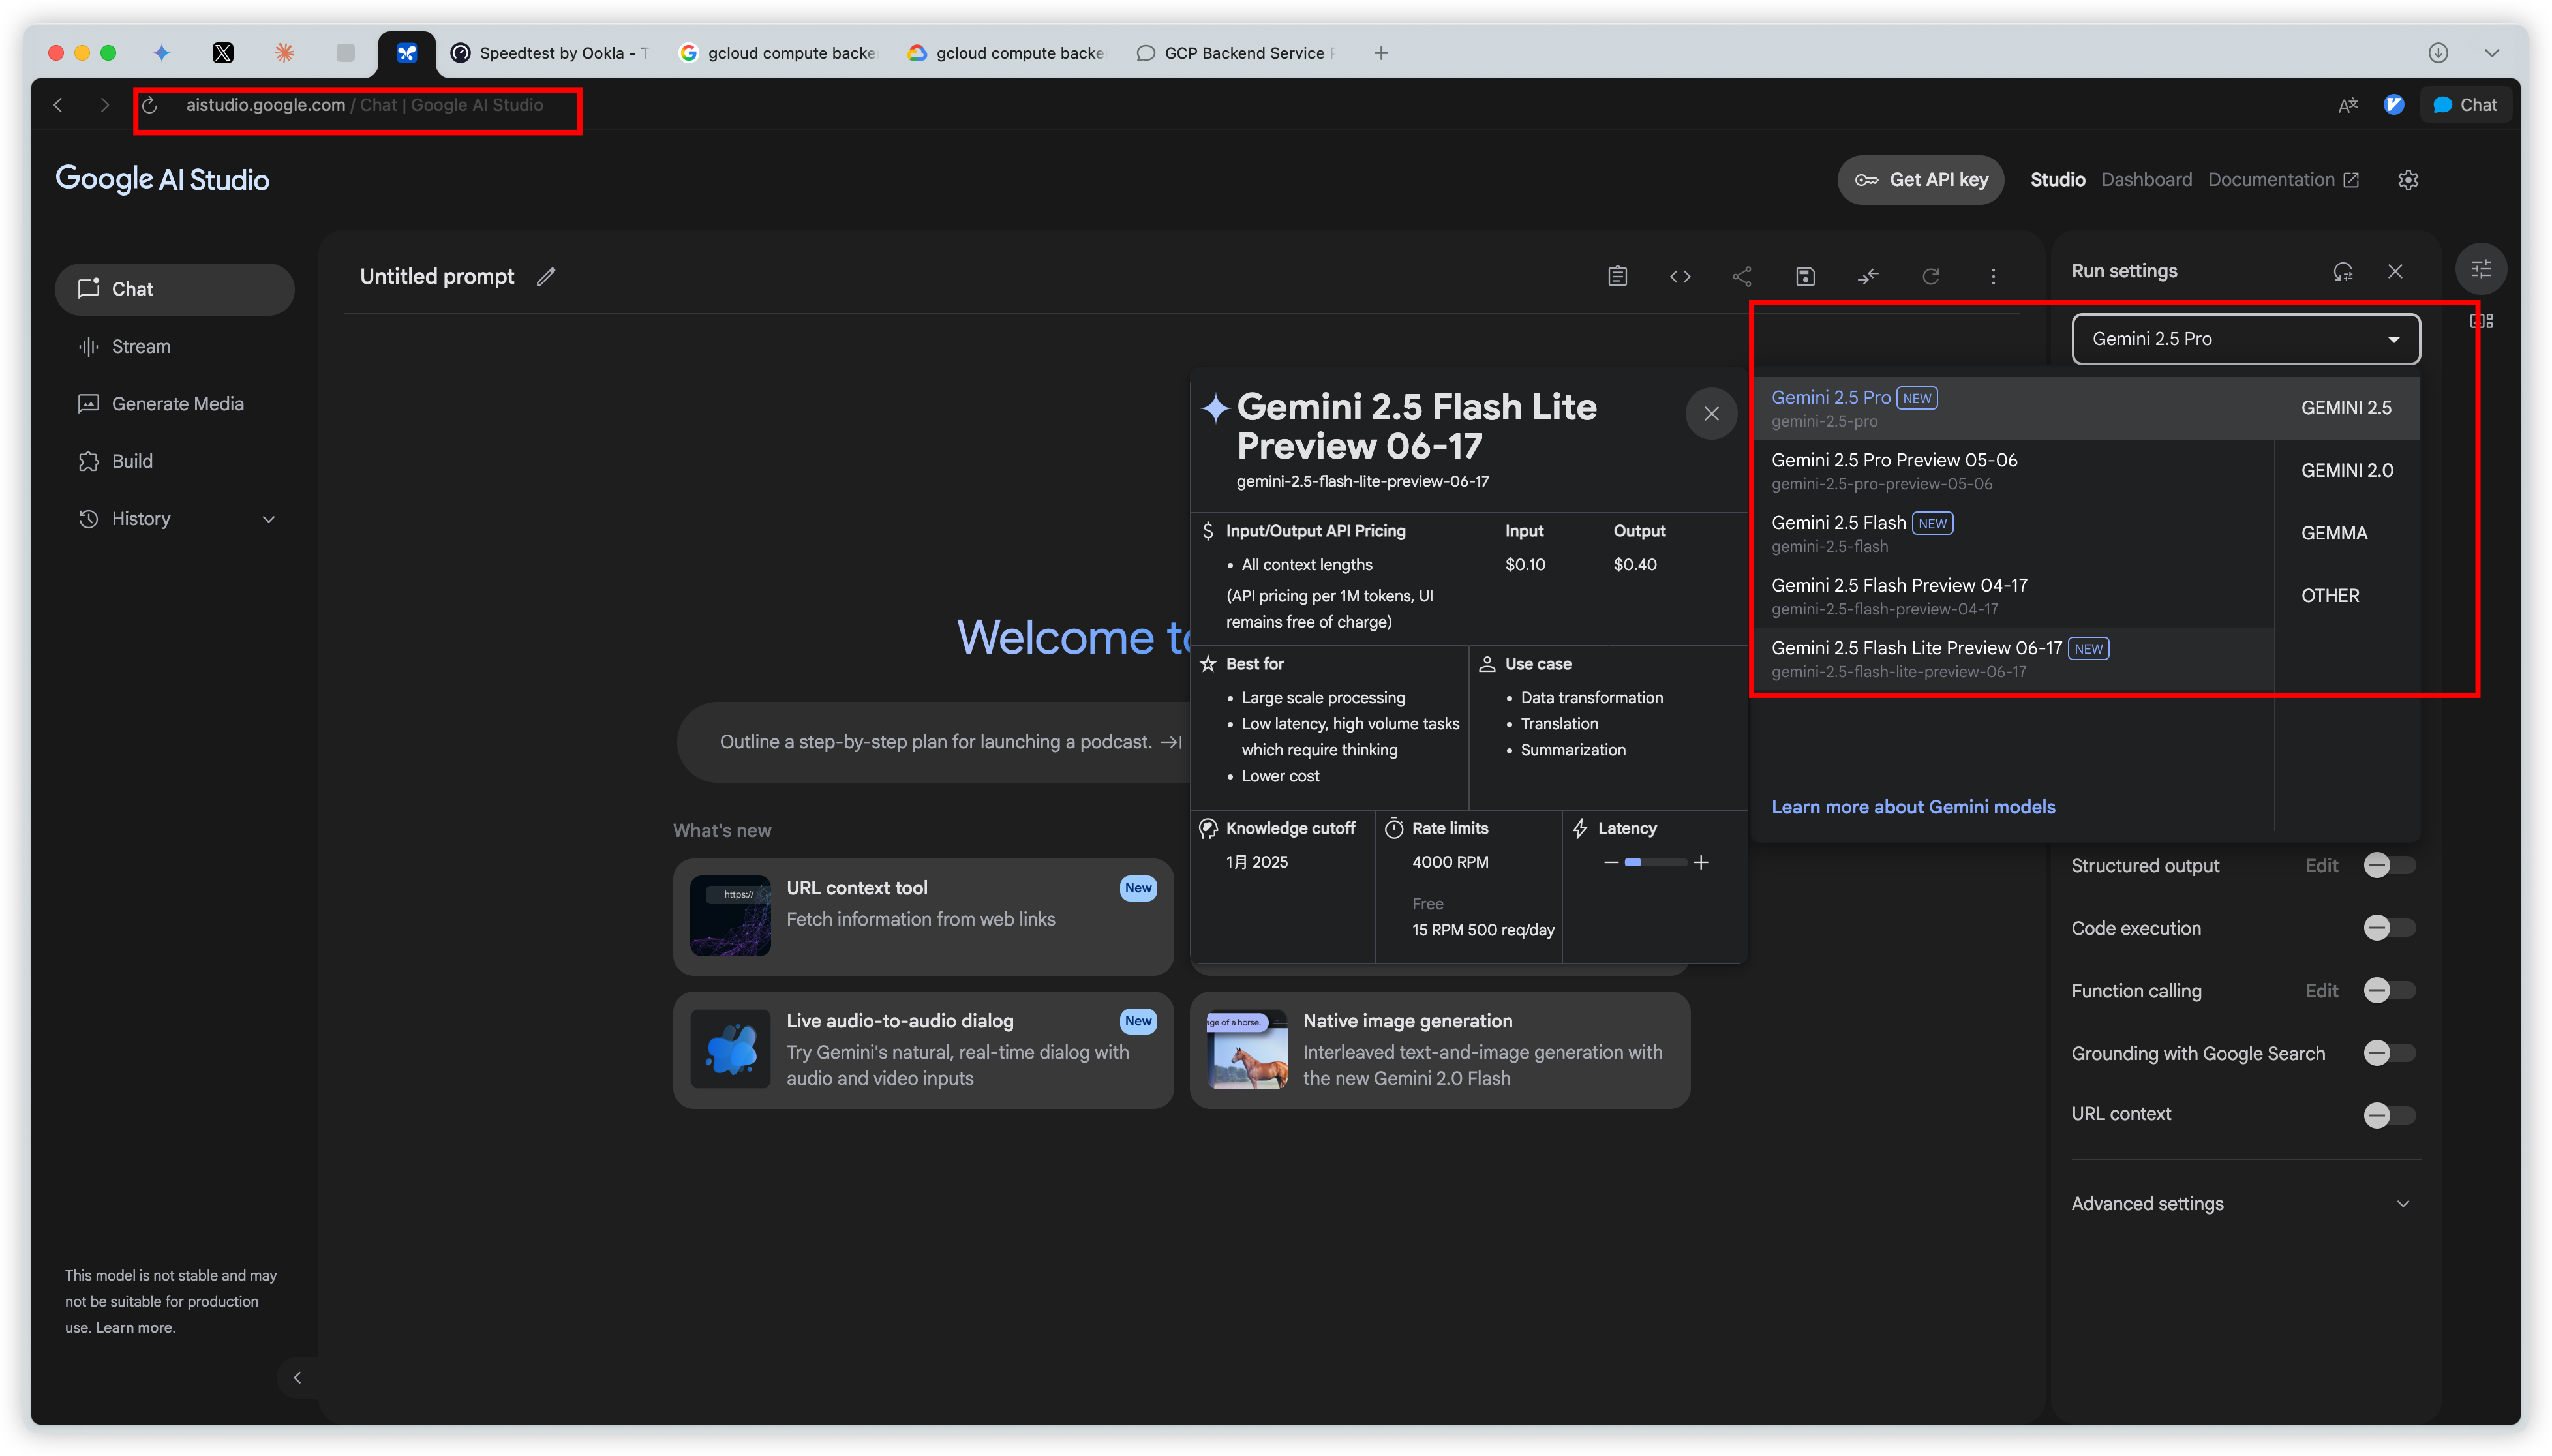 Speedtest by Ookla - T
gcloud compute backe
gcloud compute backe
GCP Backend Service
aistudio.google.com / Chat | Google AI Studio
Chat
Google AI Studio
Get API key
Studio
Dashboard
Documentation
Chat
Stream
Generate Media
Build
History
This model is not stable and may
not be suitable for production
use. Learn more.
Untitled prompt
Welcome to
Outline a step-by-step plan for launching a podcast.
What's new
https://
URL context tool
New
Fetch information from web links
Live audio-to-audio dialog
New
Try Gemini's natural, real-time dialog with
audio and video inputs
age of a horse.
Native image generation
Interleaved text-and-image generation with
the new Gemini 2.0 Flash
Gemini 2.5 Flash Lite
Preview 06-17
gemini-2.5-flash-lite-preview-06-17
$ Input/Output API Pricing Input Output
• All context lengths $0.10 $0.40
(API pricing per 1M tokens, UI
remains free of charge)
Best for
• Large scale processing
• Low latency, high volume tasks
which require thinking
• Lower cost
Use case
• Data transformation
• Translation
• Summarization
Knowledge cutoff
1月 2025
Rate limits
4000 RPM
Free
15 RPM 500 req/day
Latency
Run settings
Gemini 2.5 Pro
Gemini 2.5 Pro NEW
gemini-2.5-pro
Gemini 2.5 Pro Preview 05-06
gemini-2.5-pro-preview-05-06
Gemini 2.5 Flash NEW
gemini-2.5-flash
Gemini 2.5 Flash Preview 04-17
gemini-2.5-flash-preview-04-17
Gemini 2.5 Flash Lite Preview 06-17 NEW
gemini-2.5-flash-lite-preview-06-17
GEMINI 2.5
GEMINI 2.0
GEMMA
OTHER
Learn more about Gemini models
Structured output Edit
Code execution
Function calling Edit
Grounding with Google Search
URL context
Advanced settings